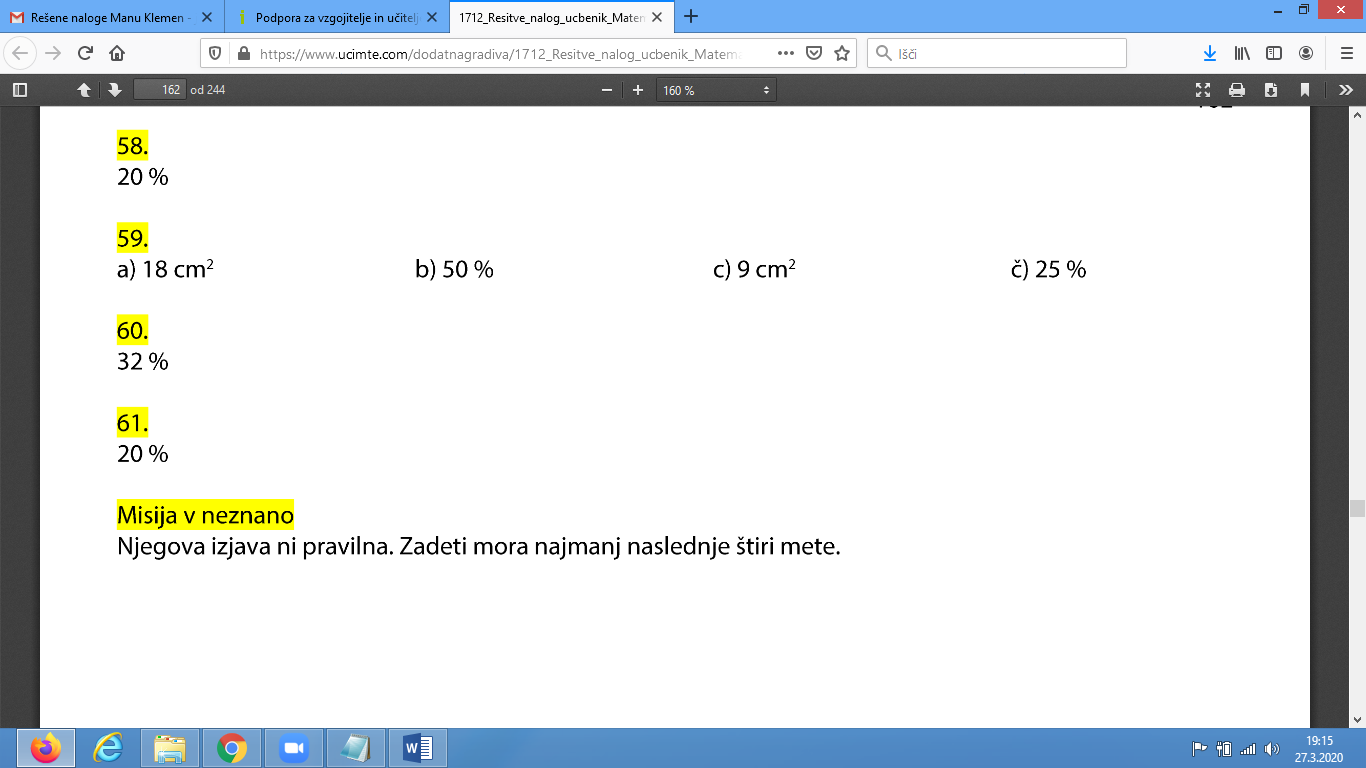 Rešene naloge Manu Klemen -
Podpora za vzgojitelje in učitelj
1712_Resitve_nalog_ucbenik_Matem
https://www.ucimte.com/dodatnagradiva/1712_Resitve_nalog_ucbenik_Matema
Išči
162 od 244
160 %
58.
20 %
59.
a) 18 cm²
b) 50 %
c) 9 cm²
č) 25 %
60.
32 %
61.
20 %
Misija v neznano
Njegova izjava ni pravilna. Zadeti mora najmanj naslednje štiri mete.
19:15
27.3.2020